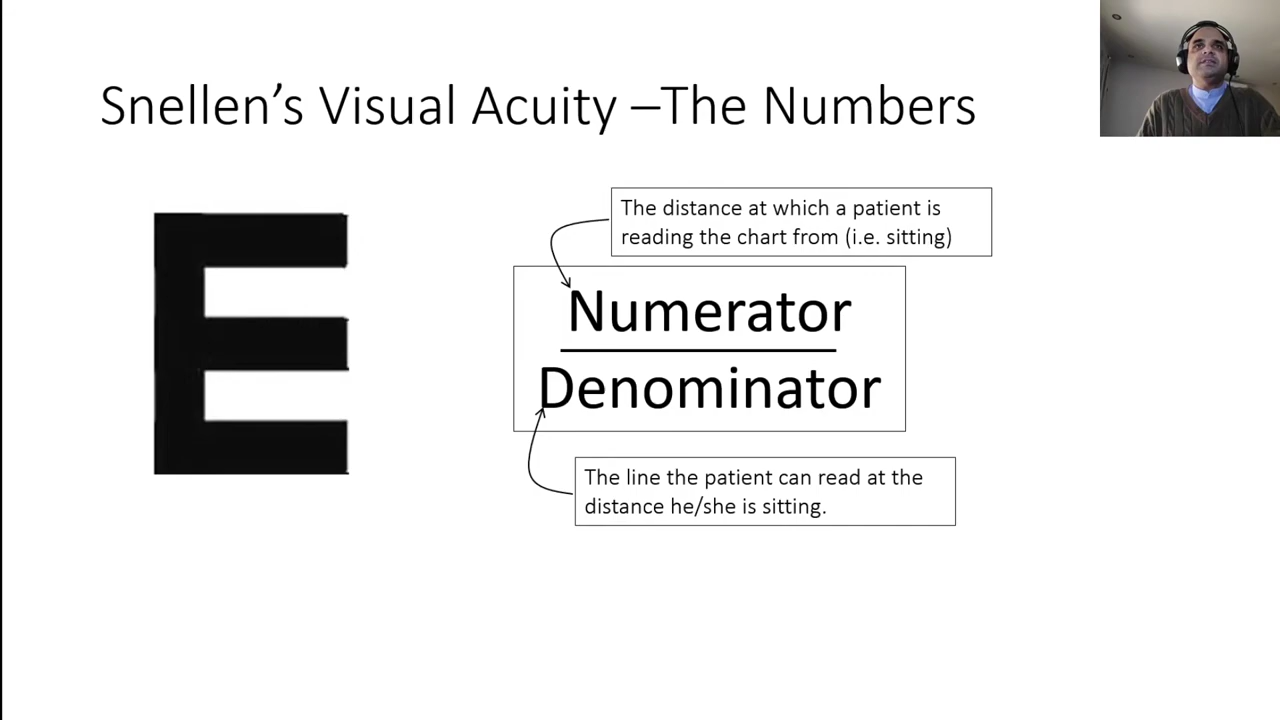 Snellen’s Visual Acuity –The Numbers
E
The distance at which a patient is
reading the chart from (i.e. sitting)
Numerator
Denominator
The line the patient can read at the
distance he/she is sitting.